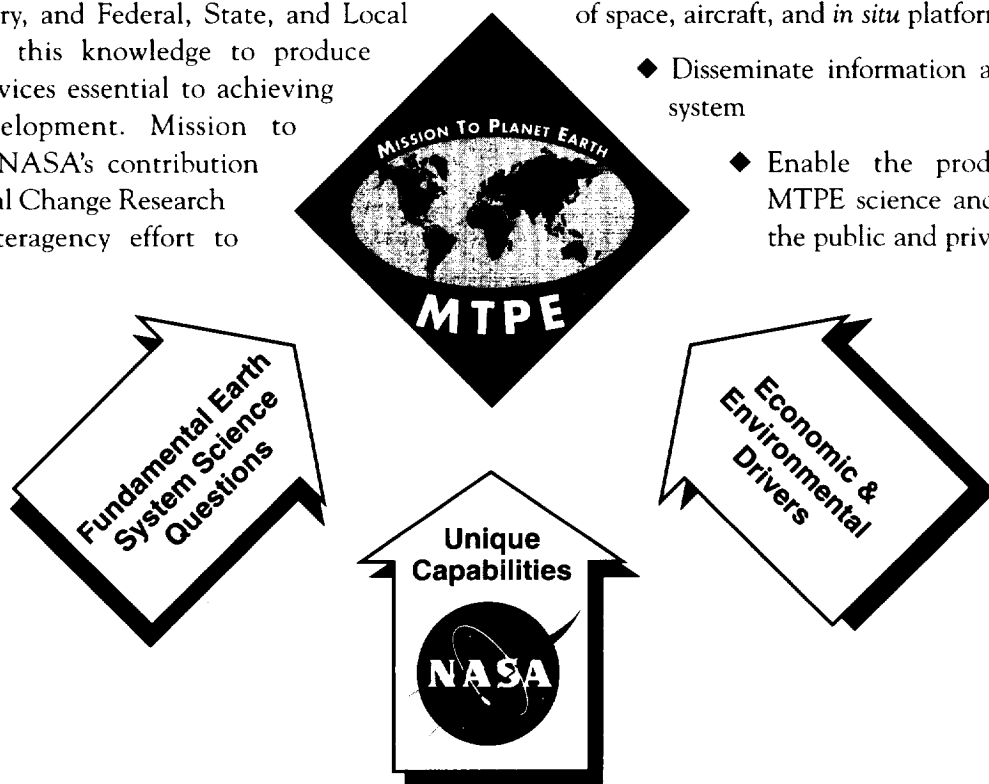 ry, and Federal, State, and Local
this knowledge to produce
vices essential to achieving
elopment. Mission to
NASA's contribution
al Change Research
teragency effort to
of space, aircraft, and in situ platform
◆ Disseminate information a
system
◆ Enable the prod
MTPE science and
the public and priv
MISSION TO PLANET EARTH
MTPE
Fundamental Earth
System Science
Questions
Unique
Capabilities
NASA
Economic &
Environmental
Drivers